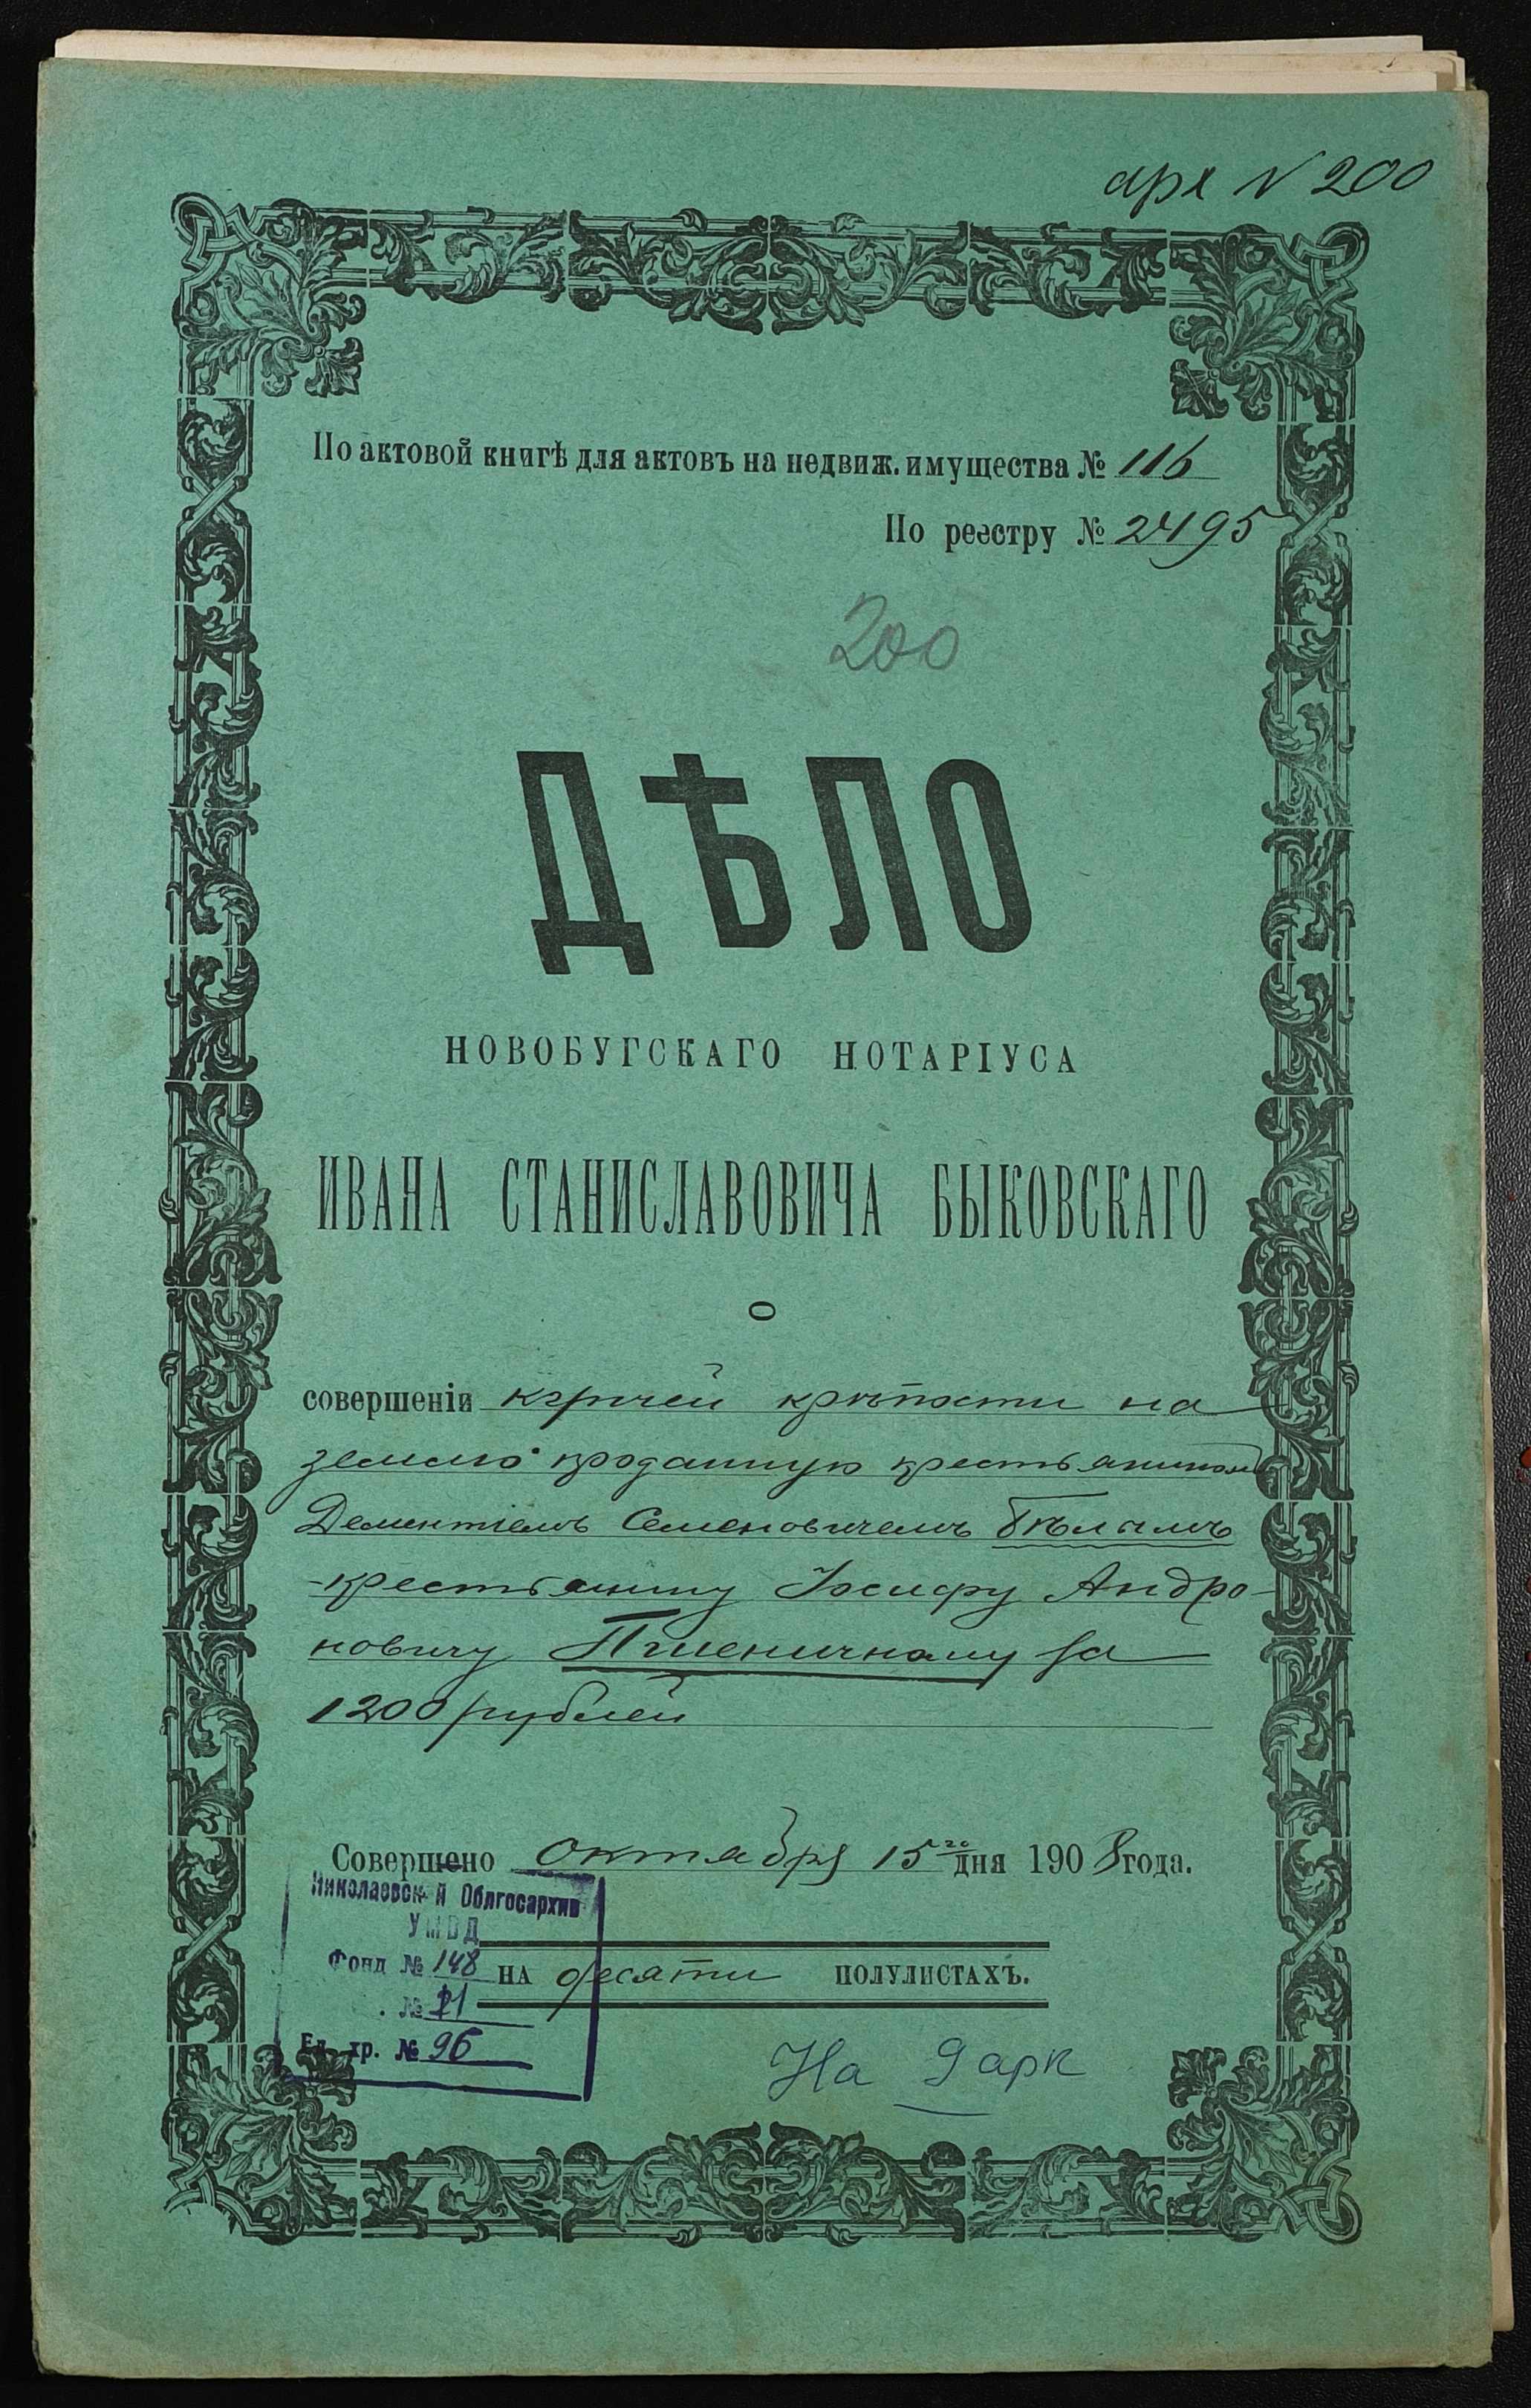 арх N 200
По актовой книгѣ для актовъ на недвиж. имущества № 116
По реестру № 2495
200
ДѢЛО
НОВОБУГСКАГО НОТАРІУСА
ИВАНА СТАНИСЛАВОВИЧА БЫКОВСКАГО
О
совершеніи купчей крѣпости на
землю проданную крестьяниномъ
Дементіемъ Семеновичемъ Бѣлымъ
крестьянину Іосифу Андро-
новичу Пшеничному за
1200 рублей
Совершено октября 15го дня 1908 года.
Николаевский Облгосархив
УМВД
Фонд № 148
НА десяти ПОЛУЛИСТАХЪ.
. № 21
Ед. хр. № 96
На 9 арк